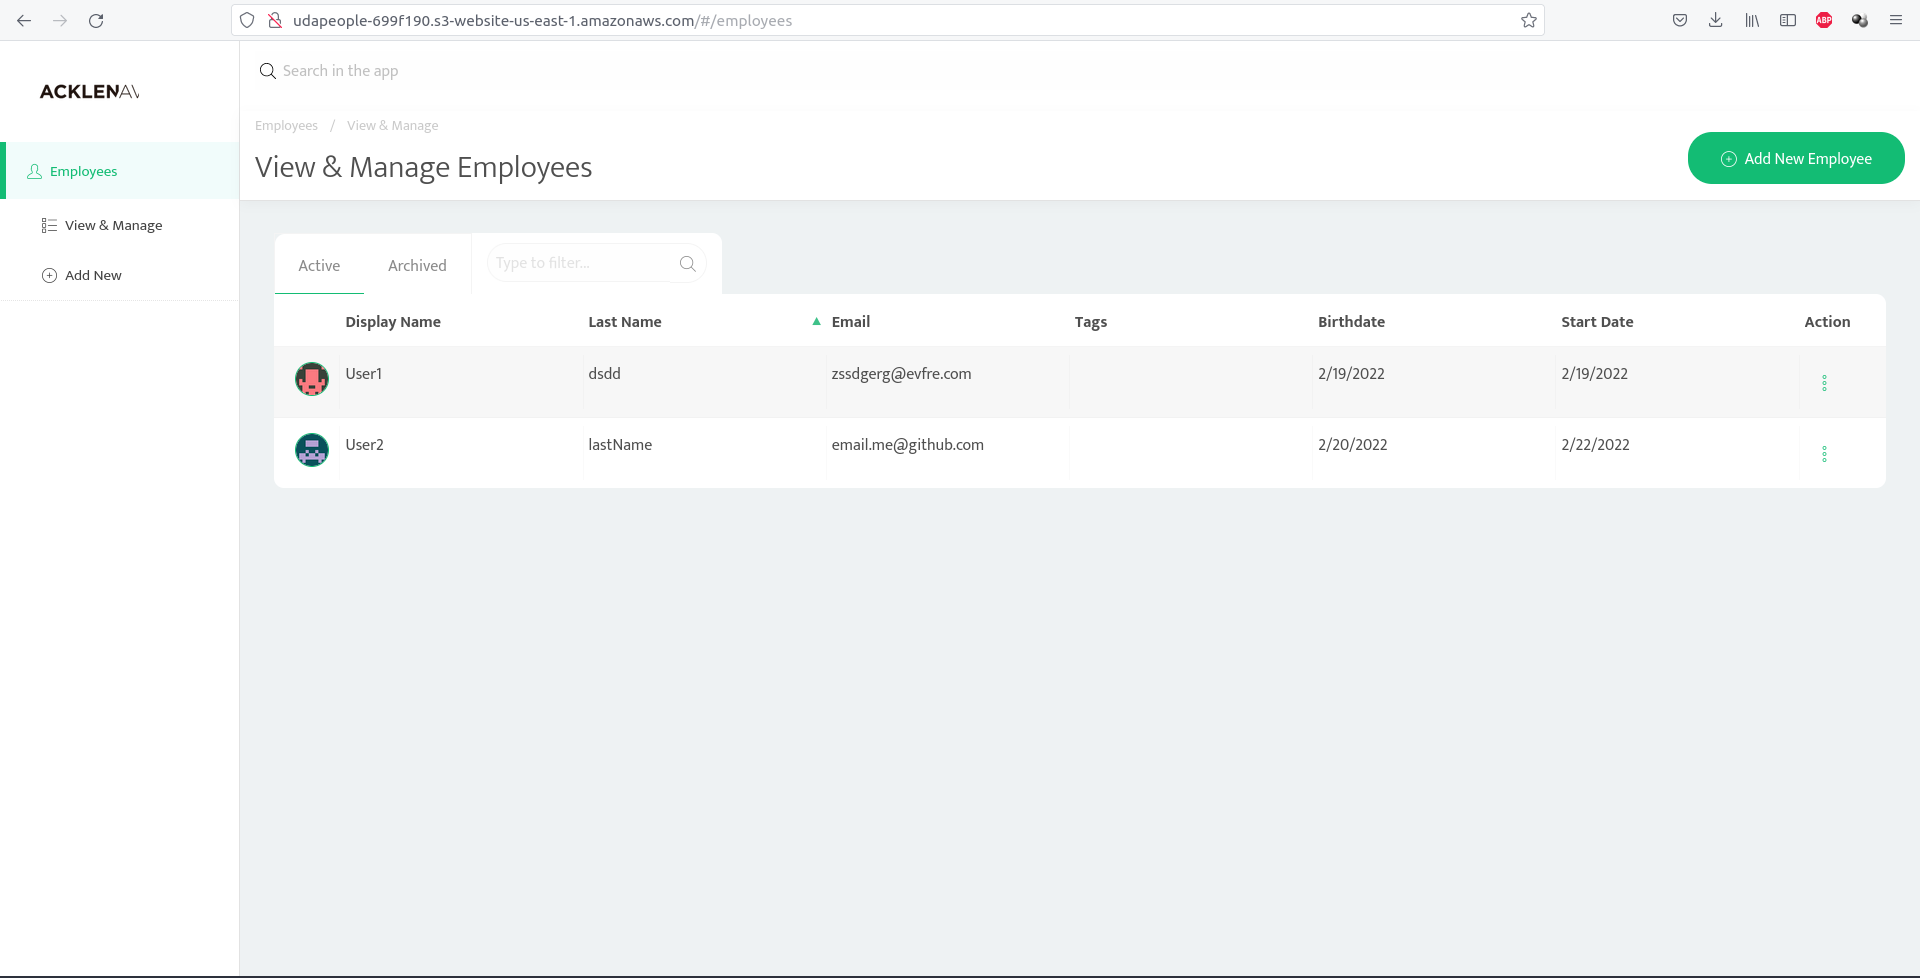 udapeople-699f190.s3-website-us-east-1.amazonaws.com/#/employees
ABP
ACKLENAV
Search in the app
Employees / View & Manage
View & Manage Employees
Add New Employee
Employees
View & Manage
Add New
Active Archived Type to filter...
Display Name Last Name Email Tags Birthdate Start Date Action
User1 dsdd zssdgerg@evfre.com 2/19/2022 2/19/2022
User2 lastName email.me@github.com 2/20/2022 2/22/2022